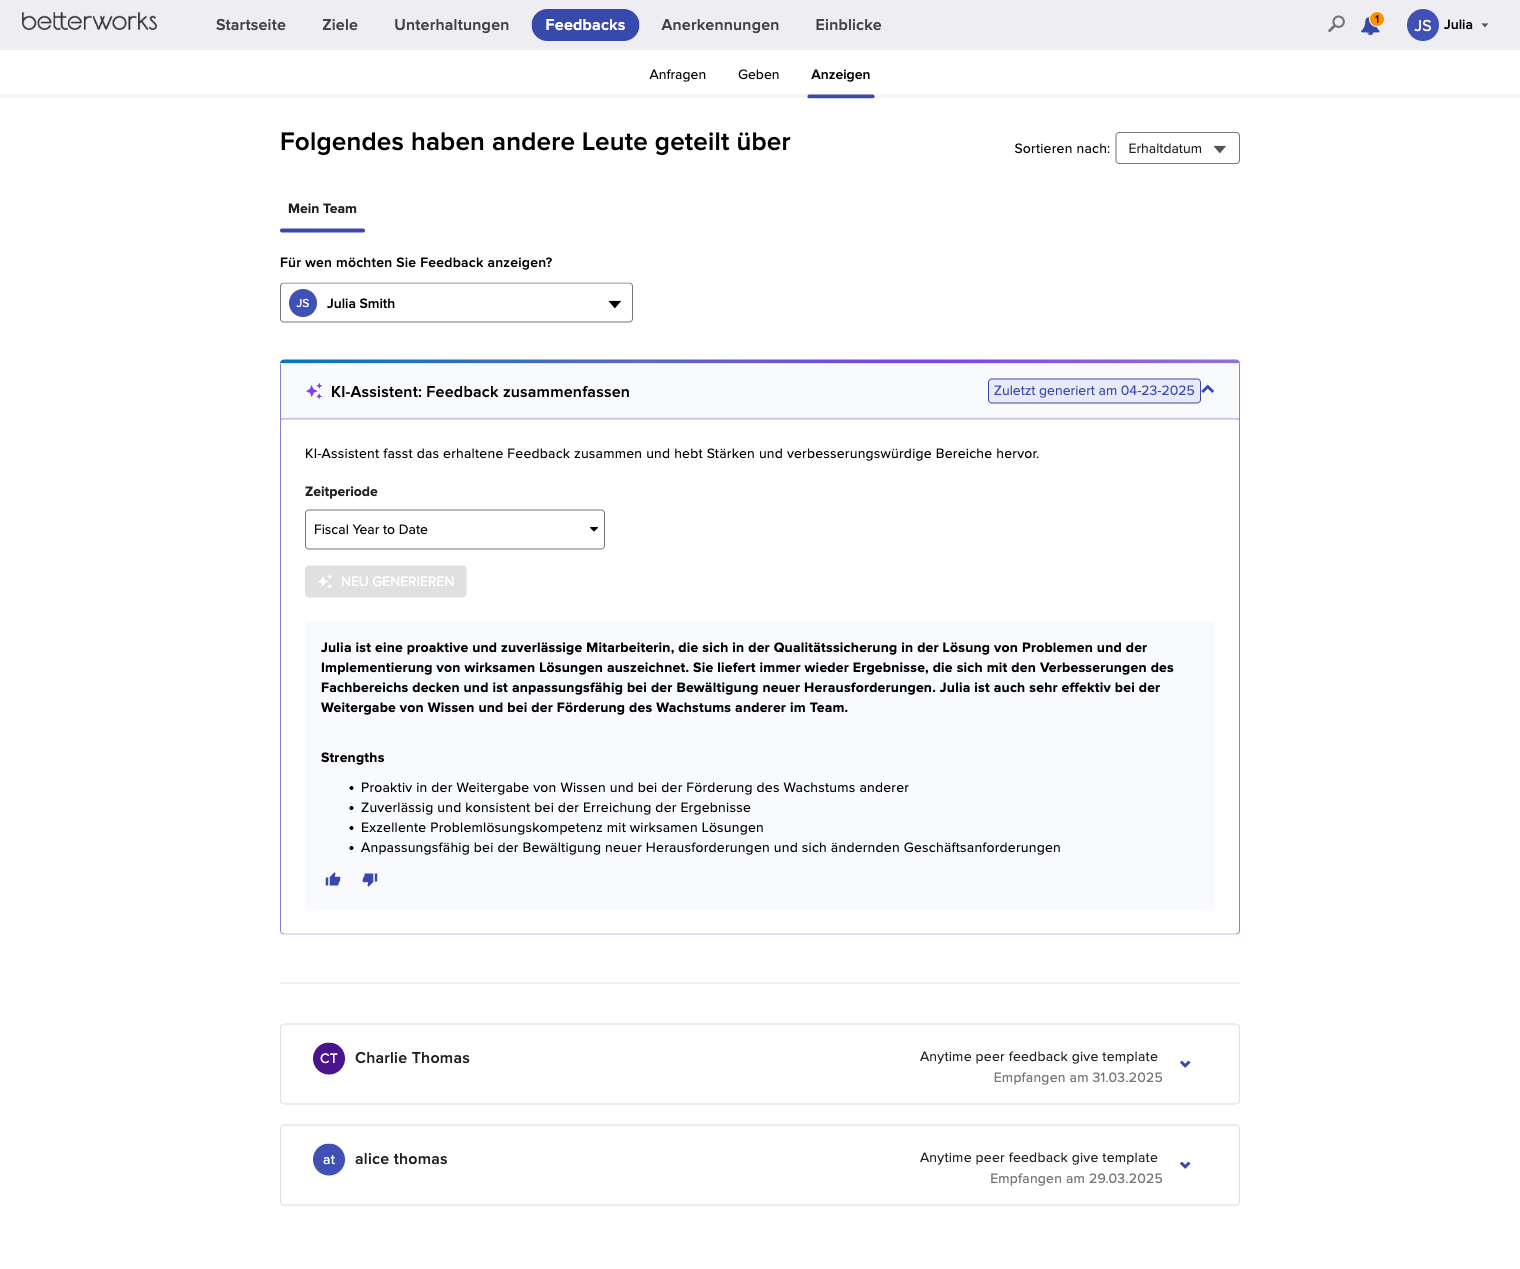 betterworks
Startseite
Ziele
Unterhaltungen
Feedbacks
Anerkennungen
Einblicke
1
JS
Julia
Anfragen
Geben
Anzeigen
Folgendes haben andere Leute geteilt über
Sortieren nach:
Erhaltdatum
Mein Team
Für wen möchten Sie Feedback anzeigen?
JS
Julia Smith
KI-Assistent: Feedback zusammenfassen
Zuletzt generiert am 04-23-2025
KI-Assistent fasst das erhaltene Feedback zusammen und hebt Stärken und verbesserungswürdige Bereiche hervor.
Zeitperiode
Fiscal Year to Date
NEU GENERIEREN
Julia ist eine proaktive und zuverlässige Mitarbeiterin, die sich in der Qualitätssicherung in der Lösung von Problemen und der
Implementierung von wirksamen Lösungen auszeichnet. Sie liefert immer wieder Ergebnisse, die sich mit den Verbesserungen des
Fachbereichs decken und ist anpassungsfähig bei der Bewältigung neuer Herausforderungen. Julia ist auch sehr effektiv bei der
Weitergabe von Wissen und bei der Förderung des Wachstums anderer im Team.
Strengths
• Proaktiv in der Weitergabe von Wissen und bei der Förderung des Wachstums anderer
• Zuverlässig und konsistent bei der Erreichung der Ergebnisse
• Exzellente Problemlösungskompetenz mit wirksamen Lösungen
• Anpassungsfähig bei der Bewältigung neuer Herausforderungen und sich ändernden Geschäftsanforderungen
CT
Charlie Thomas
Anytime peer feedback give template
Empfangen am 31.03.2025
at
alice thomas
Anytime peer feedback give template
Empfangen am 29.03.2025